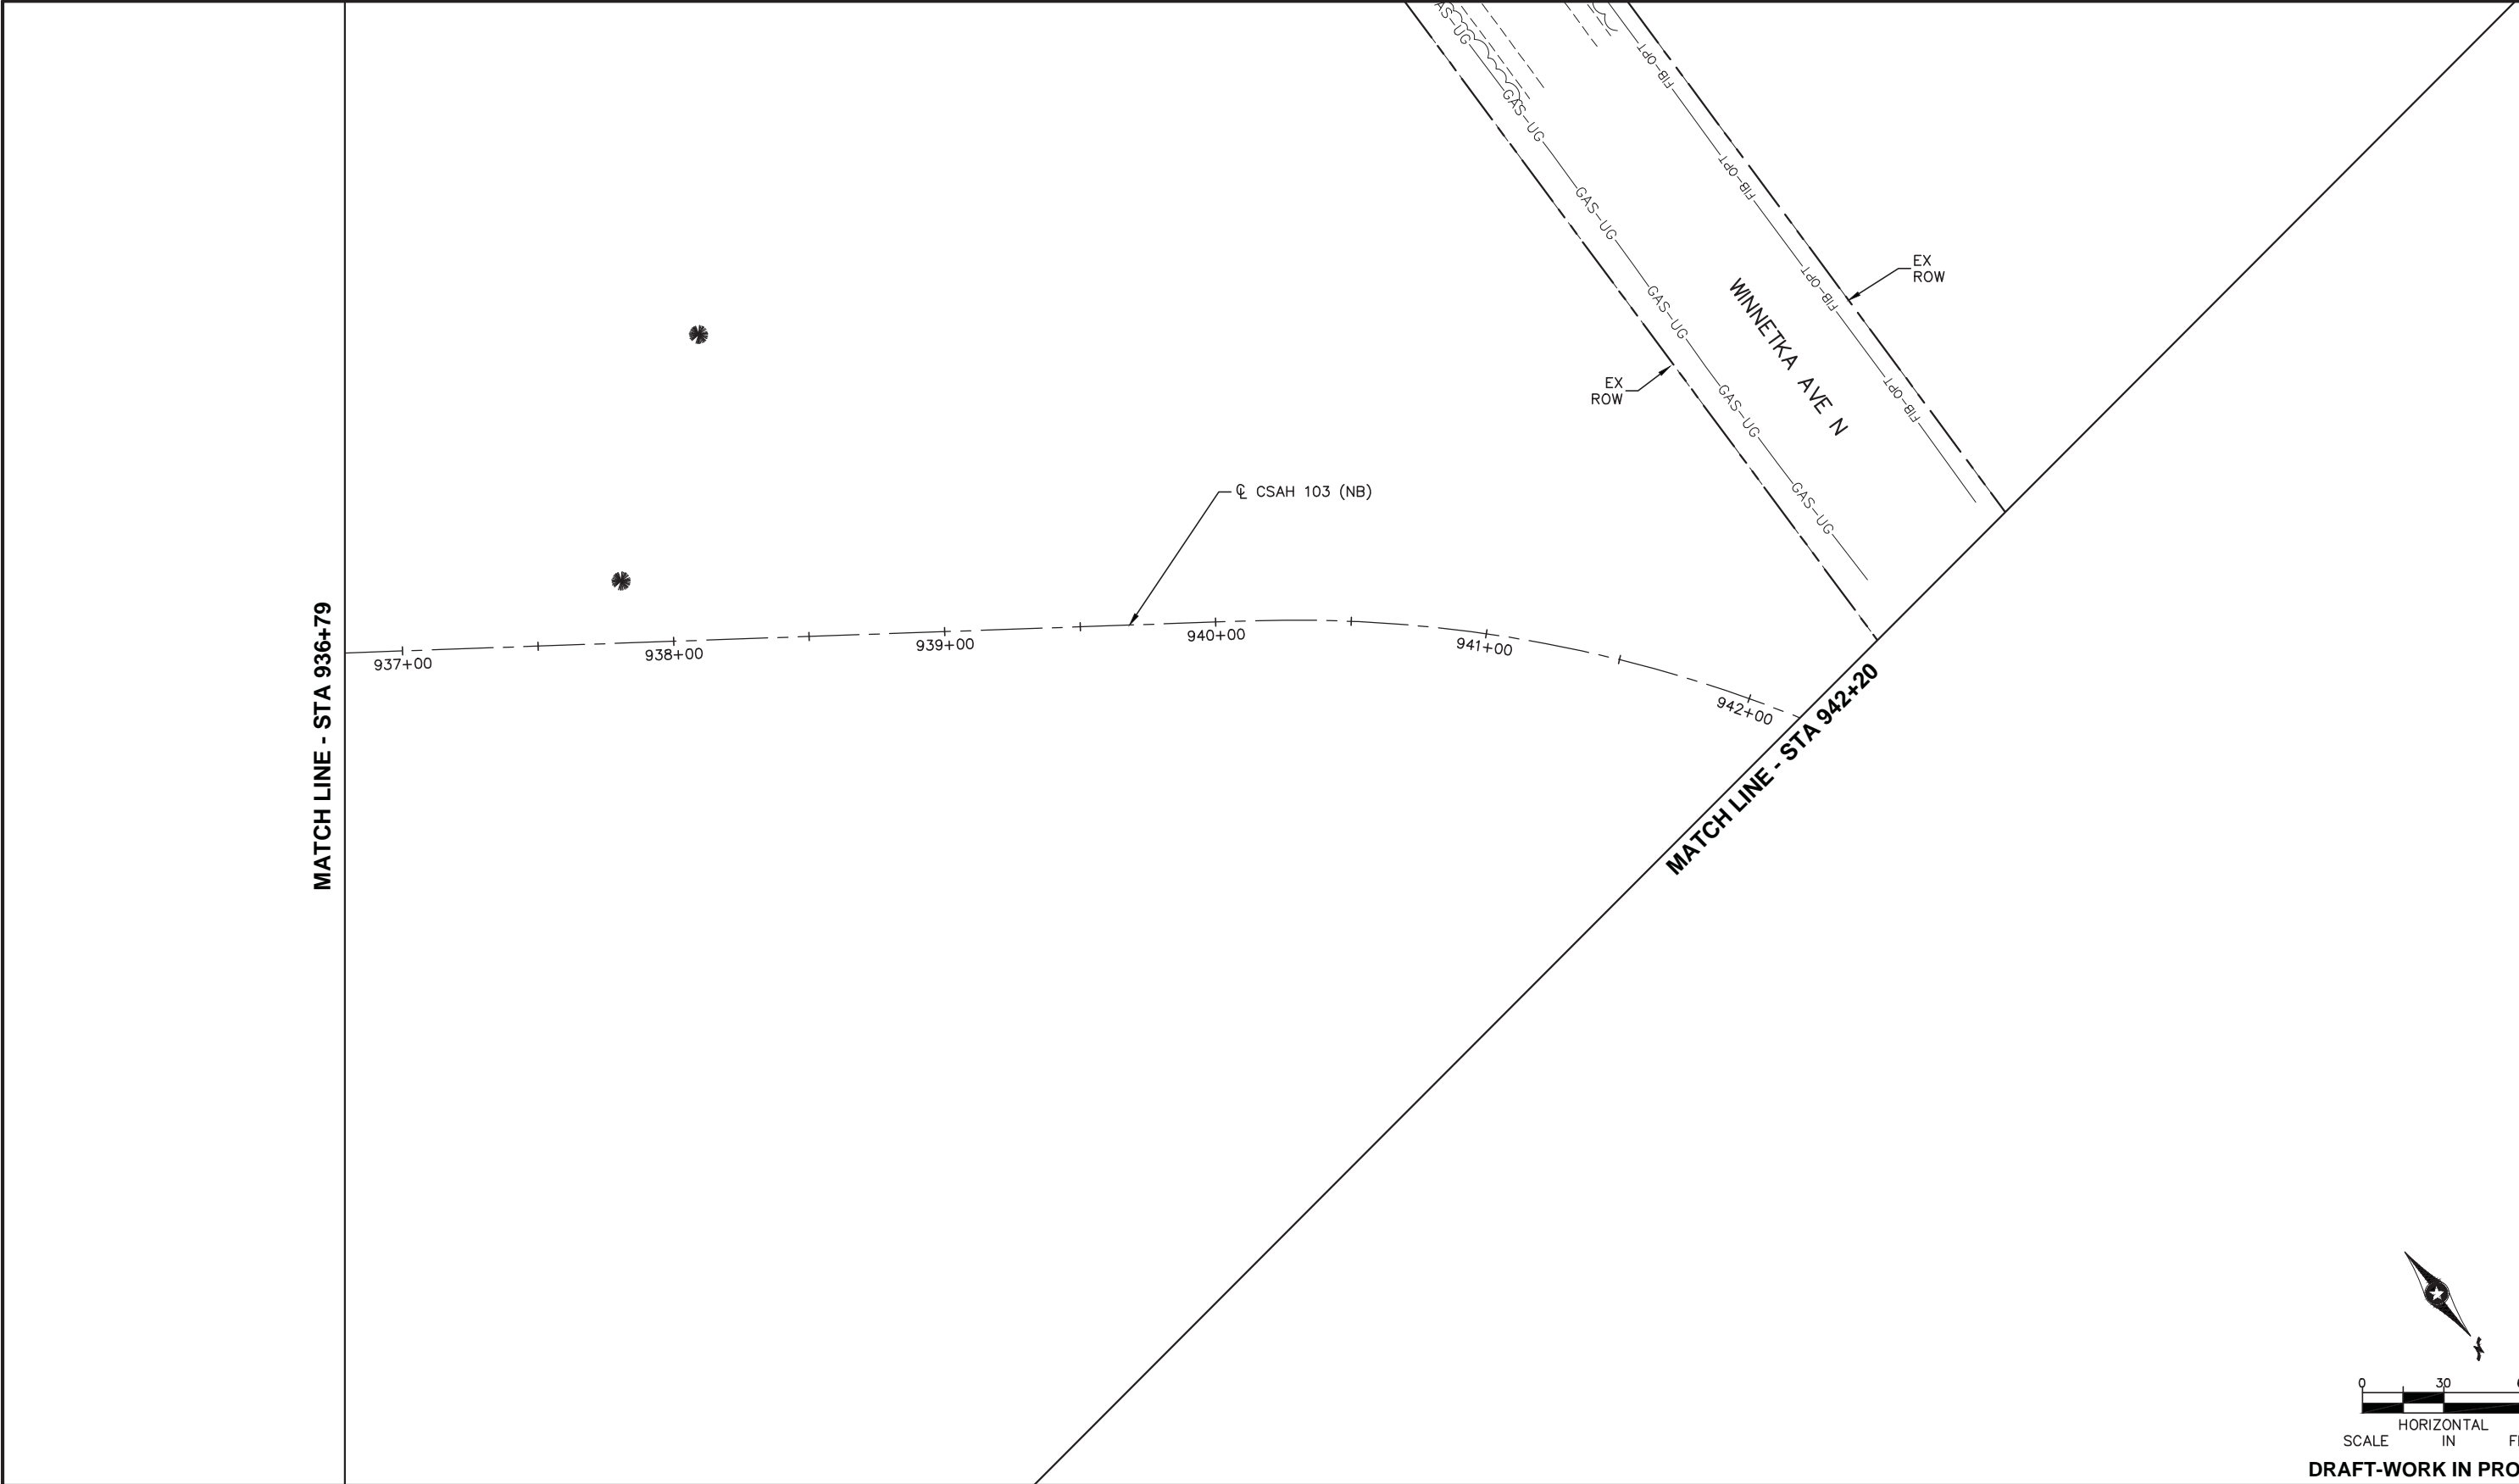 GAS-UG
FIB-OPT
GAS-UG
FIB-OPT
GAS-UG
FIB-OPT
GAS-UG
FIB-OPT
GAS-UG
GAS-UG
WINNETKA AVE N
EX
ROW
EX
ROW
℄ CSAH 103 (NB)
937+00
938+00
939+00
940+00
941+00
942+00
MATCH LINE - STA 936+79
MATCH LINE - STA 942+20
N
0 30
HORIZONTAL
SCALE IN
DRAFT-WORK IN